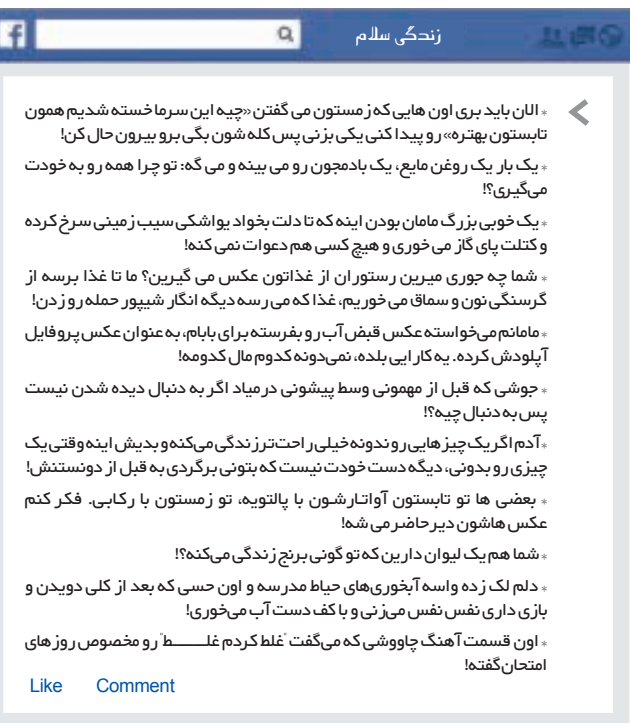 f
زندگی سلام
* الان باید بری اون هایی که زمستون می گفتن «چیه این سرما خسته شدیم همون
تابستون بهتره» رو پیدا کنی یکی بزنی پس کله شون بگی برو بیرون حال کن!
* یک بار یک روغن مایع، یک بادمجون رو می بینه و می گه: تو چرا همه رو به خودت
می‌گیری؟!
* یک خوبی بزرگ مامان بودن اینه که تا دلت بخواد یواشکی سیب زمینی سرخ کرده
و کتلت پای گاز می خوری و هیچ کسی هم دعوات نمی کنه!
* شما چه جوری میرین رستوران از غذاتون عکس می گیرین؟ ما تا غذا برسه از
گرسنگی نون و سماق می خوریم، غذا که می رسه دیگه انگار شیپور حمله رو زدن!
* مامانم می‌خواسته عکس قبض آب رو بفرسته برای بابام، به عنوان عکس پروفایل
آپلودش کرده. یه کارایی بلده، نمی‌دونه کدوم مال کدومه!
* جوشی که قبل از مهمونی وسط پیشونی درمیاد اگر به دنبال دیده شدن نیست
پس به دنبال چیه؟!
* آدم اگر یک چیزهایی رو ندونه خیلی راحت‌تر زندگی می‌کنه و بدیش اینه وقتی یک
چیزی رو بدونی، دیگه دست خودت نیست که بتونی برگردی به قبل از دونستنش!
* بعضی ها تو تابستون آواتارشون با پالتویه، تو زمستون با رکابی. فکر کنم
عکس هاشون دیر حاضر می شه!
* شما هم یک لیوان دارین که تو گونی برنج زندگی می‌کنه؟!
* دلم لک زده واسه آبخوری‌های حیاط مدرسه و اون حسی که بعد از کلی دویدن و
بازی داری نفس نفس می‌زنی و با کف دست آب می‌خوری!
* اون قسمت آهنگ چاووشی که می‌گفت "غلط کردم غلـــــــط" رو مخصوص روزهای
امتحان گفته!
Like Comment